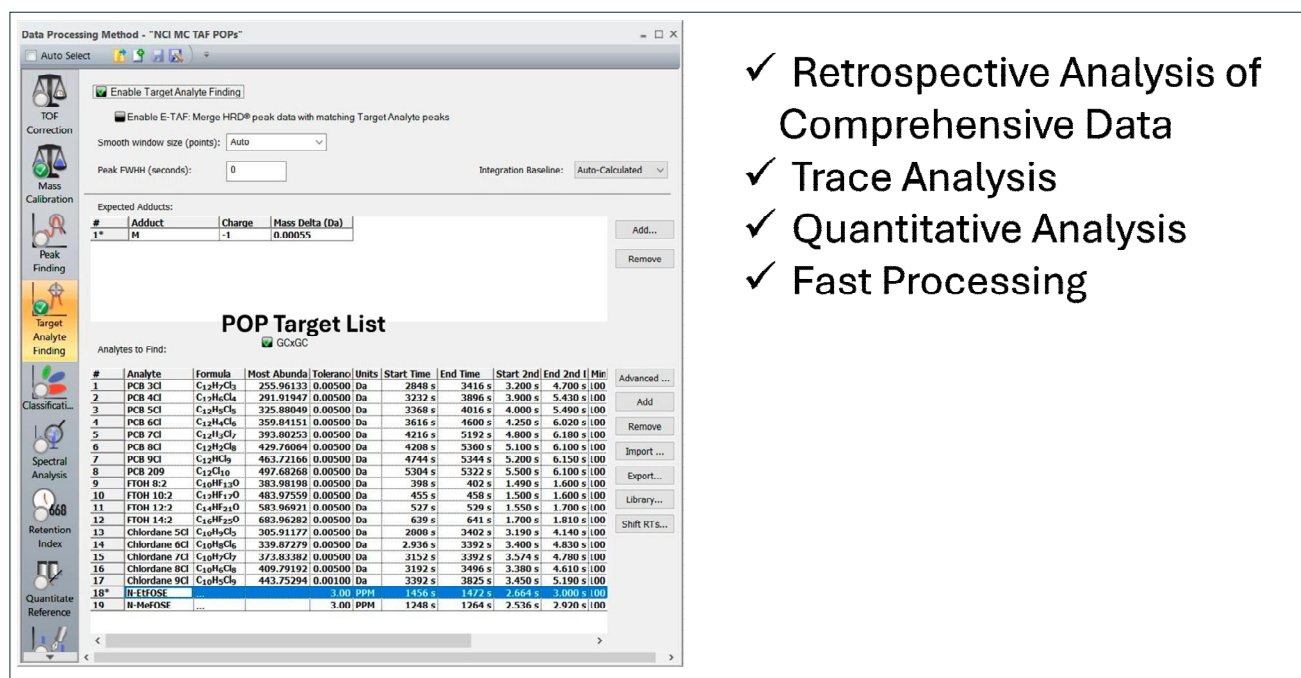 Data Processing Method - "NCI MC TAF POPs"
Auto Select
TOF
Correction
Mass
Calibration
Peak
Finding
Target
Analyte
Finding
Classificati...
Spectral
Analysis
668
Retention
Index
Quantitate
Reference
Enable Target Analyte Finding
Enable E-TAF: Merge HRD® peak data with matching Target Analyte peaks
Smooth window size (points): Auto
Peak FWHH (seconds): 0 Integration Baseline: Auto-Calculated
Expected Adducts:
# Adduct Charge Mass Delta (Da)
1* M -1 0.00055
Add...
Remove
POP Target List
GCxGC
Analytes to Find:
# Analyte Formula Most Abunda Toleranc Units Start Time End Time Start 2nd End 2nd Min
1 PCB 3Cl C₁₂H₇Cl₃ 255.96133 0.00500 Da 2848 s 3416 s 3.200 s 4.700 s 100
2 PCB 4Cl C₁₂H₆Cl₄ 291.91947 0.00500 Da 3232 s 3896 s 3.900 s 5.430 s 100
3 PCB 5Cl C₁₂H₅Cl₅ 325.88049 0.00500 Da 3368 s 4016 s 4.000 s 5.490 s 100
4 PCB 6Cl C₁₂H₄Cl₆ 359.84151 0.00500 Da 3616 s 4600 s 4.250 s 6.020 s 100
5 PCB 7Cl C₁₂H₃Cl₇ 393.80253 0.00500 Da 4216 s 5192 s 4.800 s 6.180 s 100
6 PCB 8Cl C₁₂H₂Cl₈ 429.76064 0.00500 Da 4208 s 5360 s 5.100 s 6.100 s 100
7 PCB 9Cl C₁₂HCl₉ 463.72166 0.00500 Da 4744 s 5344 s 5.200 s 6.150 s 100
8 PCB 209 C₁₂Cl₁₀ 497.68268 0.00500 Da 5304 s 5322 s 5.500 s 6.100 s 100
9 FTOH 8:2 C₁₀HF₁₃O 383.98198 0.00500 Da 398 s 402 s 1.490 s 1.600 s 100
10 FTOH 10:2 C₁₂HF₁₇O 483.97559 0.00500 Da 455 s 458 s 1.500 s 1.600 s 100
11 FTOH 12:2 C₁₄HF₂₁O 583.96921 0.00500 Da 527 s 529 s 1.550 s 1.700 s 100
12 FTOH 14:2 C₁₆HF₂₅O 683.96282 0.00500 Da 639 s 641 s 1.700 s 1.810 s 100
13 Chlordane 5Cl C₁₀H₉Cl₅ 305.91177 0.00500 Da 2808 s 3402 s 3.190 s 4.140 s 100
14 Chlordane 6Cl C₁₀H₈Cl₆ 339.87279 0.00500 Da 2.936 s 3392 s 3.400 s 4.830 s 100
15 Chlordane 7Cl C₁₀H₇Cl₇ 373.83382 0.00500 Da 3152 s 3392 s 3.574 s 4.780 s 100
16 Chlordane 8Cl C₁₀H₆Cl₈ 409.79192 0.00500 Da 3192 s 3496 s 3.380 s 4.610 s 100
17 Chlordane 9Cl C₁₀H₅Cl₉ 443.75294 0.00100 Da 3392 s 3825 s 3.450 s 5.190 s 100
18* N-EtFOSE ... 3.00 PPM 1456 s 1472 s 2.664 s 3.000 s 100
19 N-MeFOSE ... 3.00 PPM 1248 s 1264 s 2.536 s 2.920 s 100
Advanced ...
Add
Remove
Import ...
Export...
Library...
Shift RTs...
✓ Retrospective Analysis of
Comprehensive Data
✓ Trace Analysis
✓ Quantitative Analysis
✓ Fast Processing